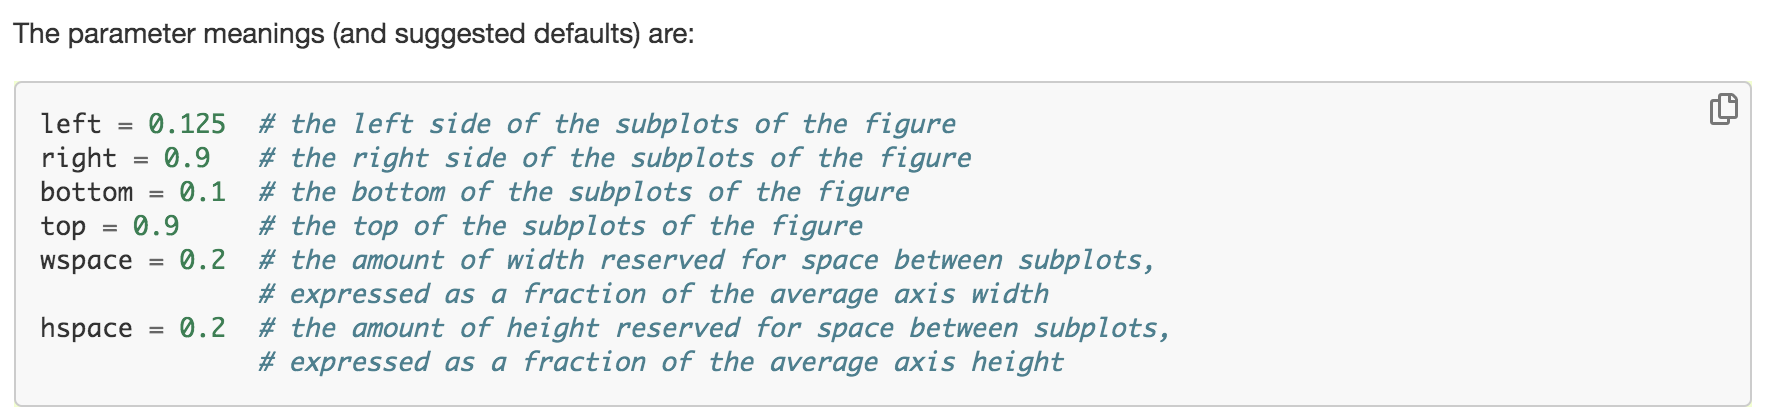 The parameter meanings (and suggested defaults) are:
left = 0.125  # the left side of the subplots of the figure
right = 0.9   # the right side of the subplots of the figure
bottom = 0.1  # the bottom of the subplots of the figure
top = 0.9     # the top of the subplots of the figure
wspace = 0.2  # the amount of width reserved for space between subplots,
              # expressed as a fraction of the average axis width
hspace = 0.2  # the amount of height reserved for space between subplots,
              # expressed as a fraction of the average axis height